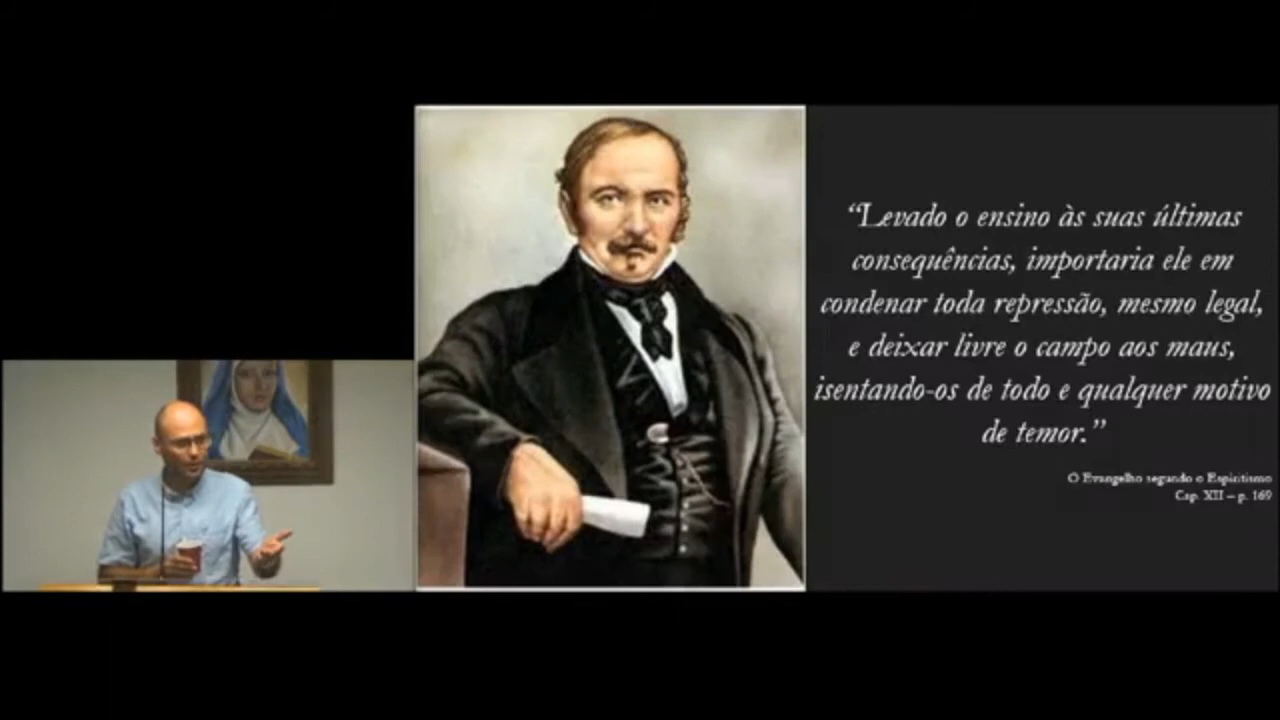 “Levado o ensino às suas últimas
consequências, importaria ele em
condenar toda repressão, mesmo legal,
e deixar livre o campo aos maus,
isentando-os de todo e qualquer motivo
de temor.”
O Evangelho segundo o Espiritismo
Cap. XII – p. 169